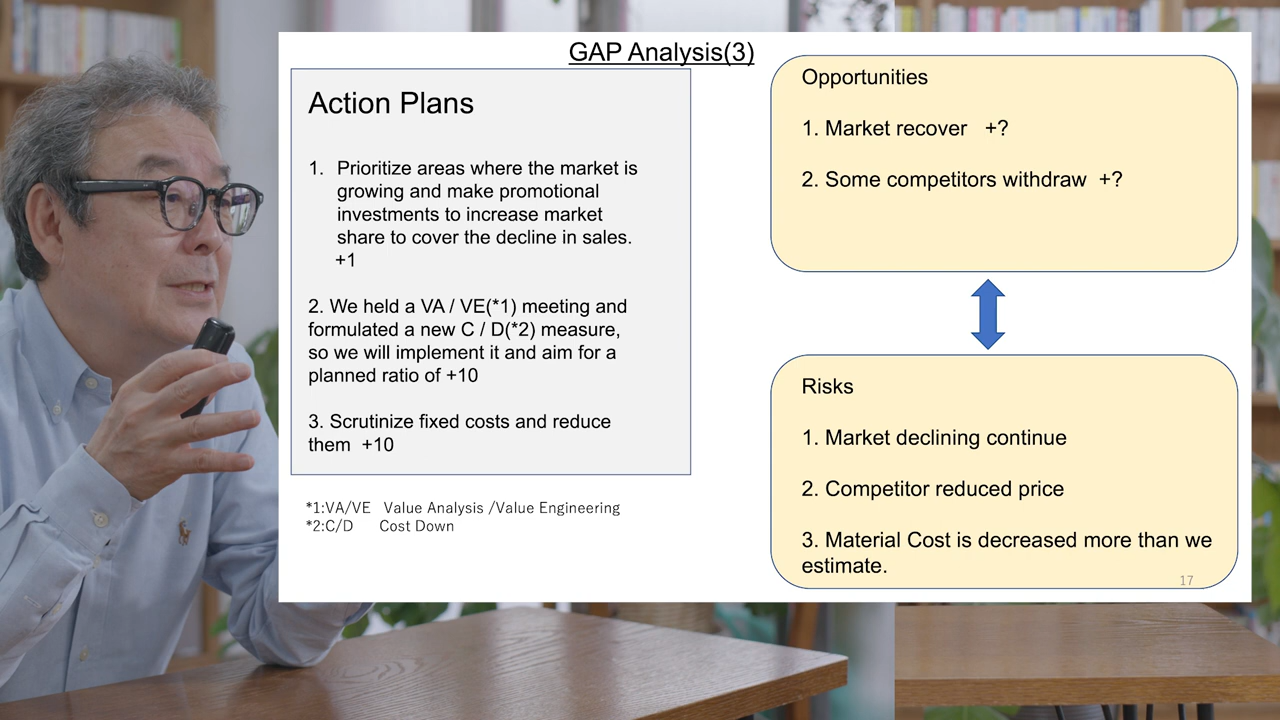 GAP Analysis(3)
Action Plans
1. Prioritize areas where the market is
growing and make promotional
investments to increase market
share to cover the decline in sales.
+1
2. We held a VA / VE(*1) meeting and
formulated a new C / D(*2) measure,
so we will implement it and aim for a
planned ratio of +10
3. Scrutinize fixed costs and reduce
them +10
*1:VA/VE Value Analysis /Value Engineering
*2:C/D Cost Down
Opportunities
1. Market recover +?
2. Some competitors withdraw +?
Risks
1. Market declining continue
2. Competitor reduced price
3. Material Cost is decreased more than we
estimate.
17